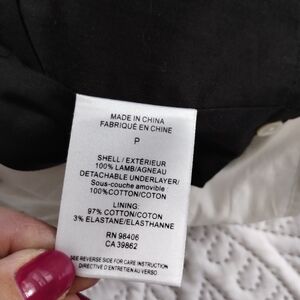 MADE IN CHINA
FABRIQUÉ EN CHINE
P
SHELL / EXTÉRIEUR
100% LAMB/AGNEAU
DETACHABLE UNDERLAYER/
Sous-couche amovible
100%COTTON/COTON
LINING:
97% COTTON/COTON
3% ELASTANE/ELASTHANNE
RN 98406
CA 39862
SEE REVERSE SIDE FOR CARE INSTRUCTION
DIRECTIVE D'ENTRETIEN AU VERSO